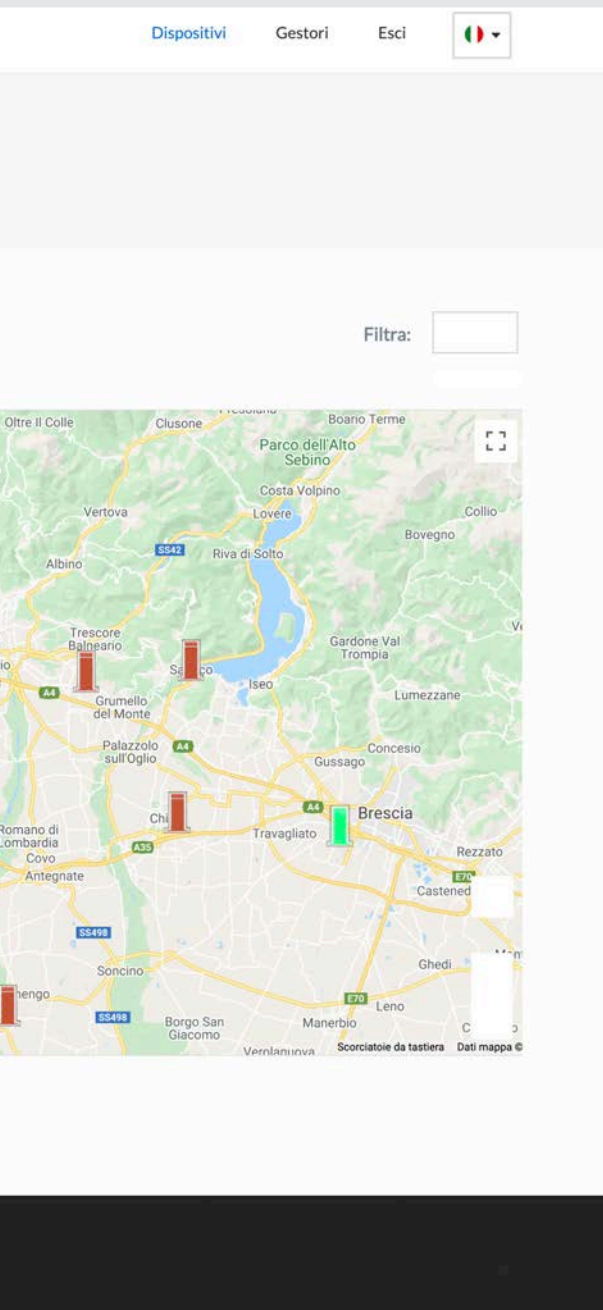 Dispositivi Gestori Esci
Filtra:
Oltre Il Colle
Clusone
Boario Terme
Parco dell'Alto
Sebino
Costa Volpino
Vertova
Lovere
Collio
Bovegno
SS42
Riva di Solto
Albino
Trescore
Balneario
Gardone Val
Trompia
Iseo
A4
Grumello
del Monte
Lumezzane
Palazzolo
sull'Oglio
A4
Concesio
Gussago
A4
Brescia
Travagliato
Romano di
Lombardia
A35
Rezzato
Covo
Antegnate
E70
Castened
SS498
Ghedi
Soncino
E70
Leno
SS498
Borgo San
Giacomo
Manerbio
Verolanuova
Scorciatoie da tastiera Dati mappa ©